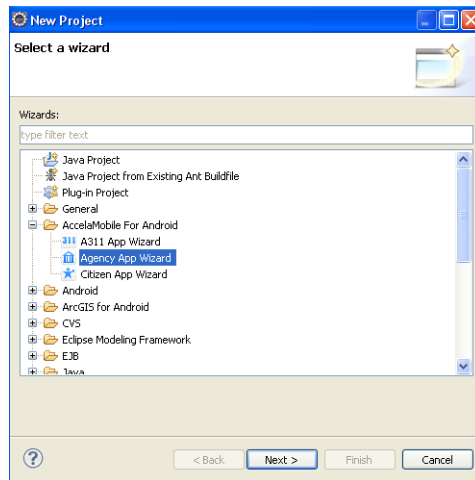 New Project
Select a wizard
Wizards:
type filter text
Java Project
Java Project from Existing Ant Buildfile
Plug-in Project
General
AccelaMobile For Android
311 A311 App Wizard
Agency App Wizard
Citizen App Wizard
Android
ArcGIS for Android
CVS
Eclipse Modeling Framework
EJB
Java
? < Back Next > Finish Cancel